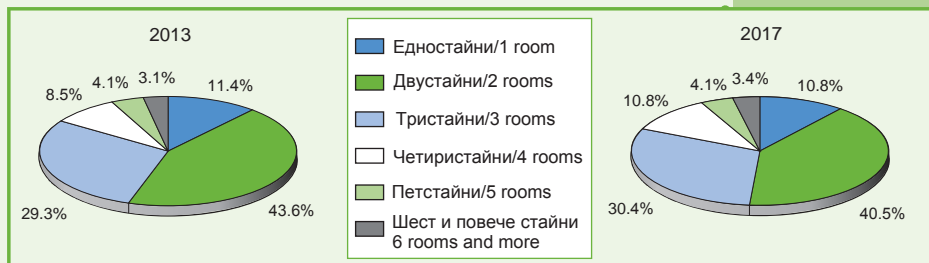 2013
8.5%
4.1%
3.1%
11.4%
29.3%
43.6%
Едностайни/1 room
Двустайни/2 rooms
Тристайни/3 rooms
Четиристайни/4 rooms
Петстайни/5 rooms
Шест и повече стайни
6 rooms and more
2017
10.8%
4.1%
3.4%
10.8%
30.4%
40.5%